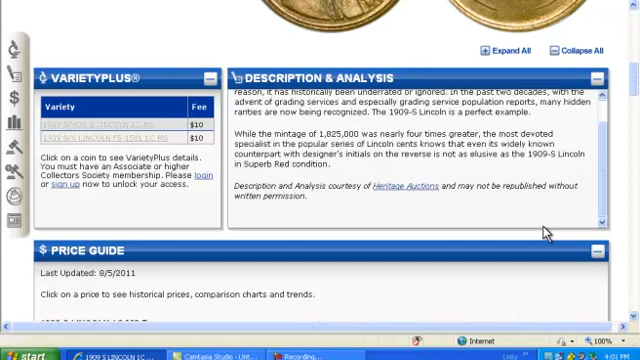 Expand All
Collapse All
VARIETYPLUS®
Variety
Fee
$10
$10
Click on a coin to see VarietyPlus details.
You must have an Associate or higher
Collectors Society membership. Please login
or sign up now to unlock your access.
DESCRIPTION & ANALYSIS
reason, it has historically been underrated or ignored. In the past two decades, with the
advent of grading services and especially grading service population reports, many hidden
rarities are now being recognized. The 1909-S Lincoln is a perfect example.
While the mintage of 1,825,000 was nearly four times greater, the most devoted
specialist in the popular series of Lincoln cents knows that even its widely known
counterpart with designer's initials on the reverse is not as elusive as the 1909-S Lincoln
in Superb Red condition.
Description and Analysis courtesy of Heritage Auctions and may not be republished without
written permission.
$ PRICE GUIDE
Last Updated: 8/5/2011
Click on a price to see historical prices, comparison charts and trends.
Internet
100%
start
1909 S LINCOLN 1C M...
Camtasia Studio - Unt...
Recording...
Links
4:01 PM